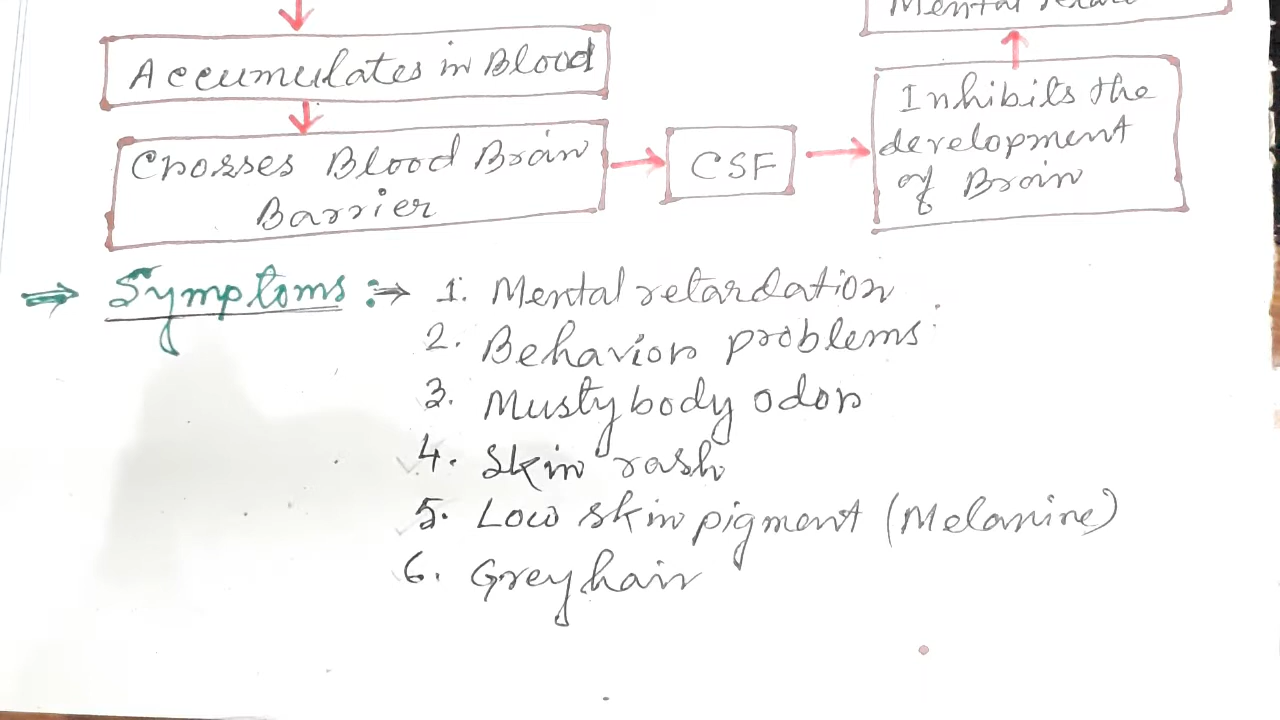 Mental
Accumulates in Blood
Crosses Blood Brain
Barrier
CSF
Inhibits the
development
of Brain
⇒ Symptoms :→ 1. Mental retardation
2. Behavior problems
3. Musty body odor
4. Skin rash
5. Low skin pigment (Melanine)
6. Grey hair